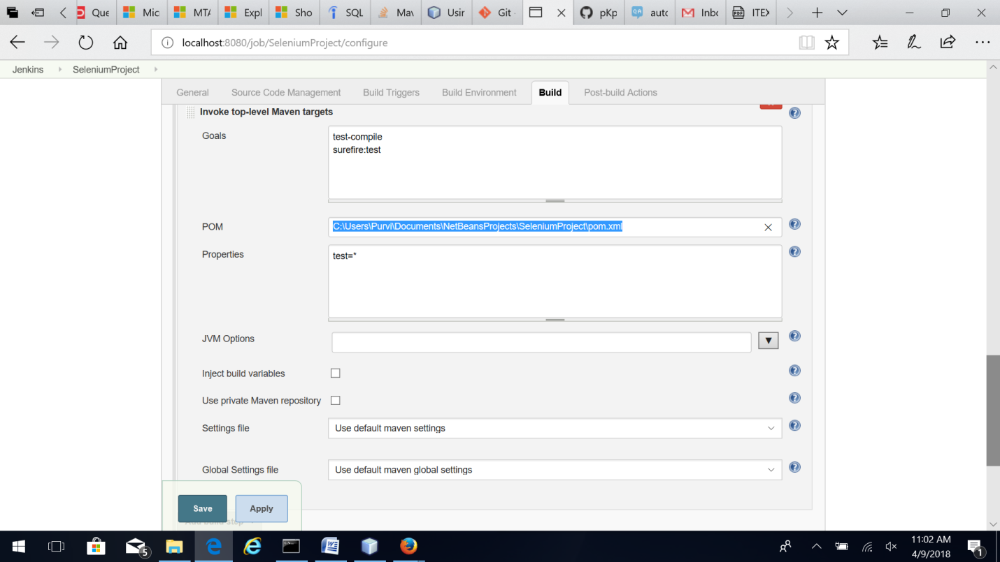 Que
Mic
MTA
Expl
Sho
SQL
Mav
Usir
Git
pKp
auto
Inbo
ITEX
localhost:8080/job/SeleniumProject/configure
Jenkins SeleniumProject
General Source Code Management Build Triggers Build Environment Build Post-build Actions
Invoke top-level Maven targets
Goals
test-compile
surefire:test
POM C:\Users\Purvi\Documents\NetBeansProjects\SeleniumProject\pom.xml
Properties test=*
JVM Options
Inject build variables
Use private Maven repository
Settings file Use default maven settings
Global Settings file Use default maven global settings
Save Apply
Add build step
11:02 AM
5 4/9/2018 1